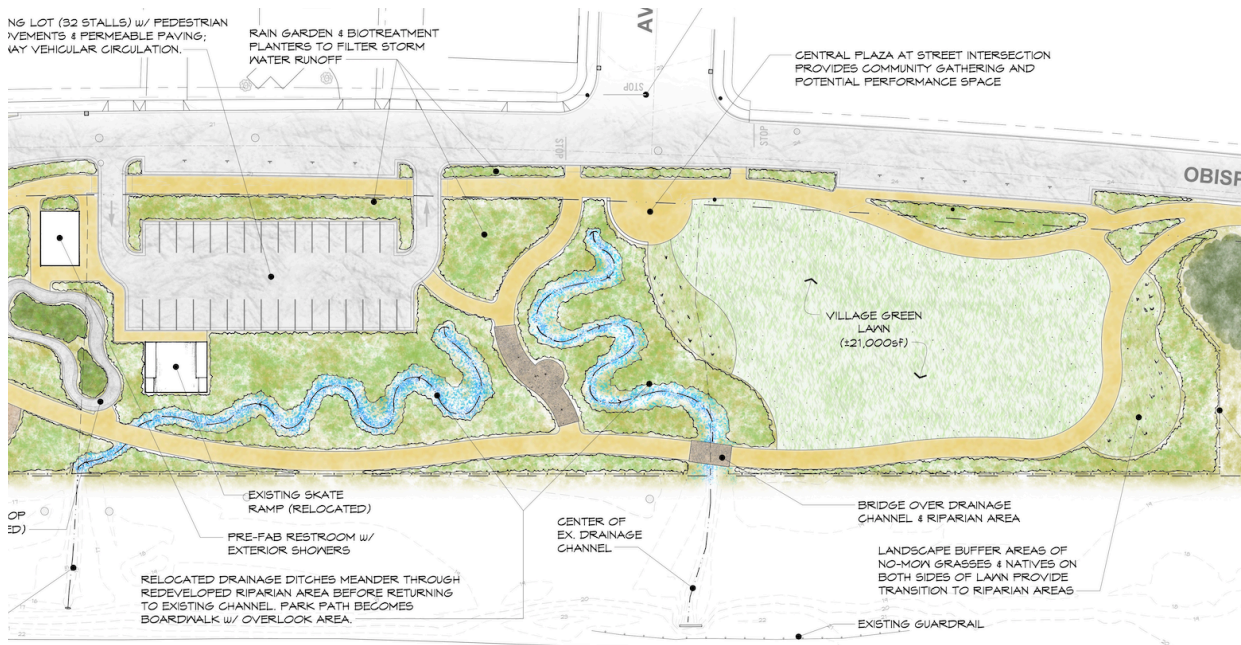 NG LOT (32 STALLS) W/ PEDESTRIAN
OVEMENTS & PERMEABLE PAVING;
WAY VEHICULAR CIRCULATION.
RAIN GARDEN & BIOTREATMENT
PLANTERS TO FILTER STORM
WATER RUNOFF
AV
STOP
STOP
STOP
CENTRAL PLAZA AT STREET INTERSECTION
PROVIDES COMMUNITY GATHERING AND
POTENTIAL PERFORMANCE SPACE
OBISP
VILLAGE GREEN
LAWN
(±21,000sf)
OP
ED)
EXISTING SKATE
RAMP (RELOCATED)
PRE-FAB RESTROOM W/
EXTERIOR SHOWERS
RELOCATED DRAINAGE DITCHES MEANDER THROUGH
REDEVELOPED RIPARIAN AREA BEFORE RETURNING
TO EXISTING CHANNEL. PARK PATH BECOMES
BOARDWALK W/ OVERLOOK AREA.
CENTER OF
EX. DRAINAGE
CHANNEL
BRIDGE OVER DRAINAGE
CHANNEL & RIPARIAN AREA
LANDSCAPE BUFFER AREAS OF
NO-MOW GRASSES & NATIVES ON
BOTH SIDES OF LAWN PROVIDE
TRANSITION TO RIPARIAN AREAS
EXISTING GUARDRAIL